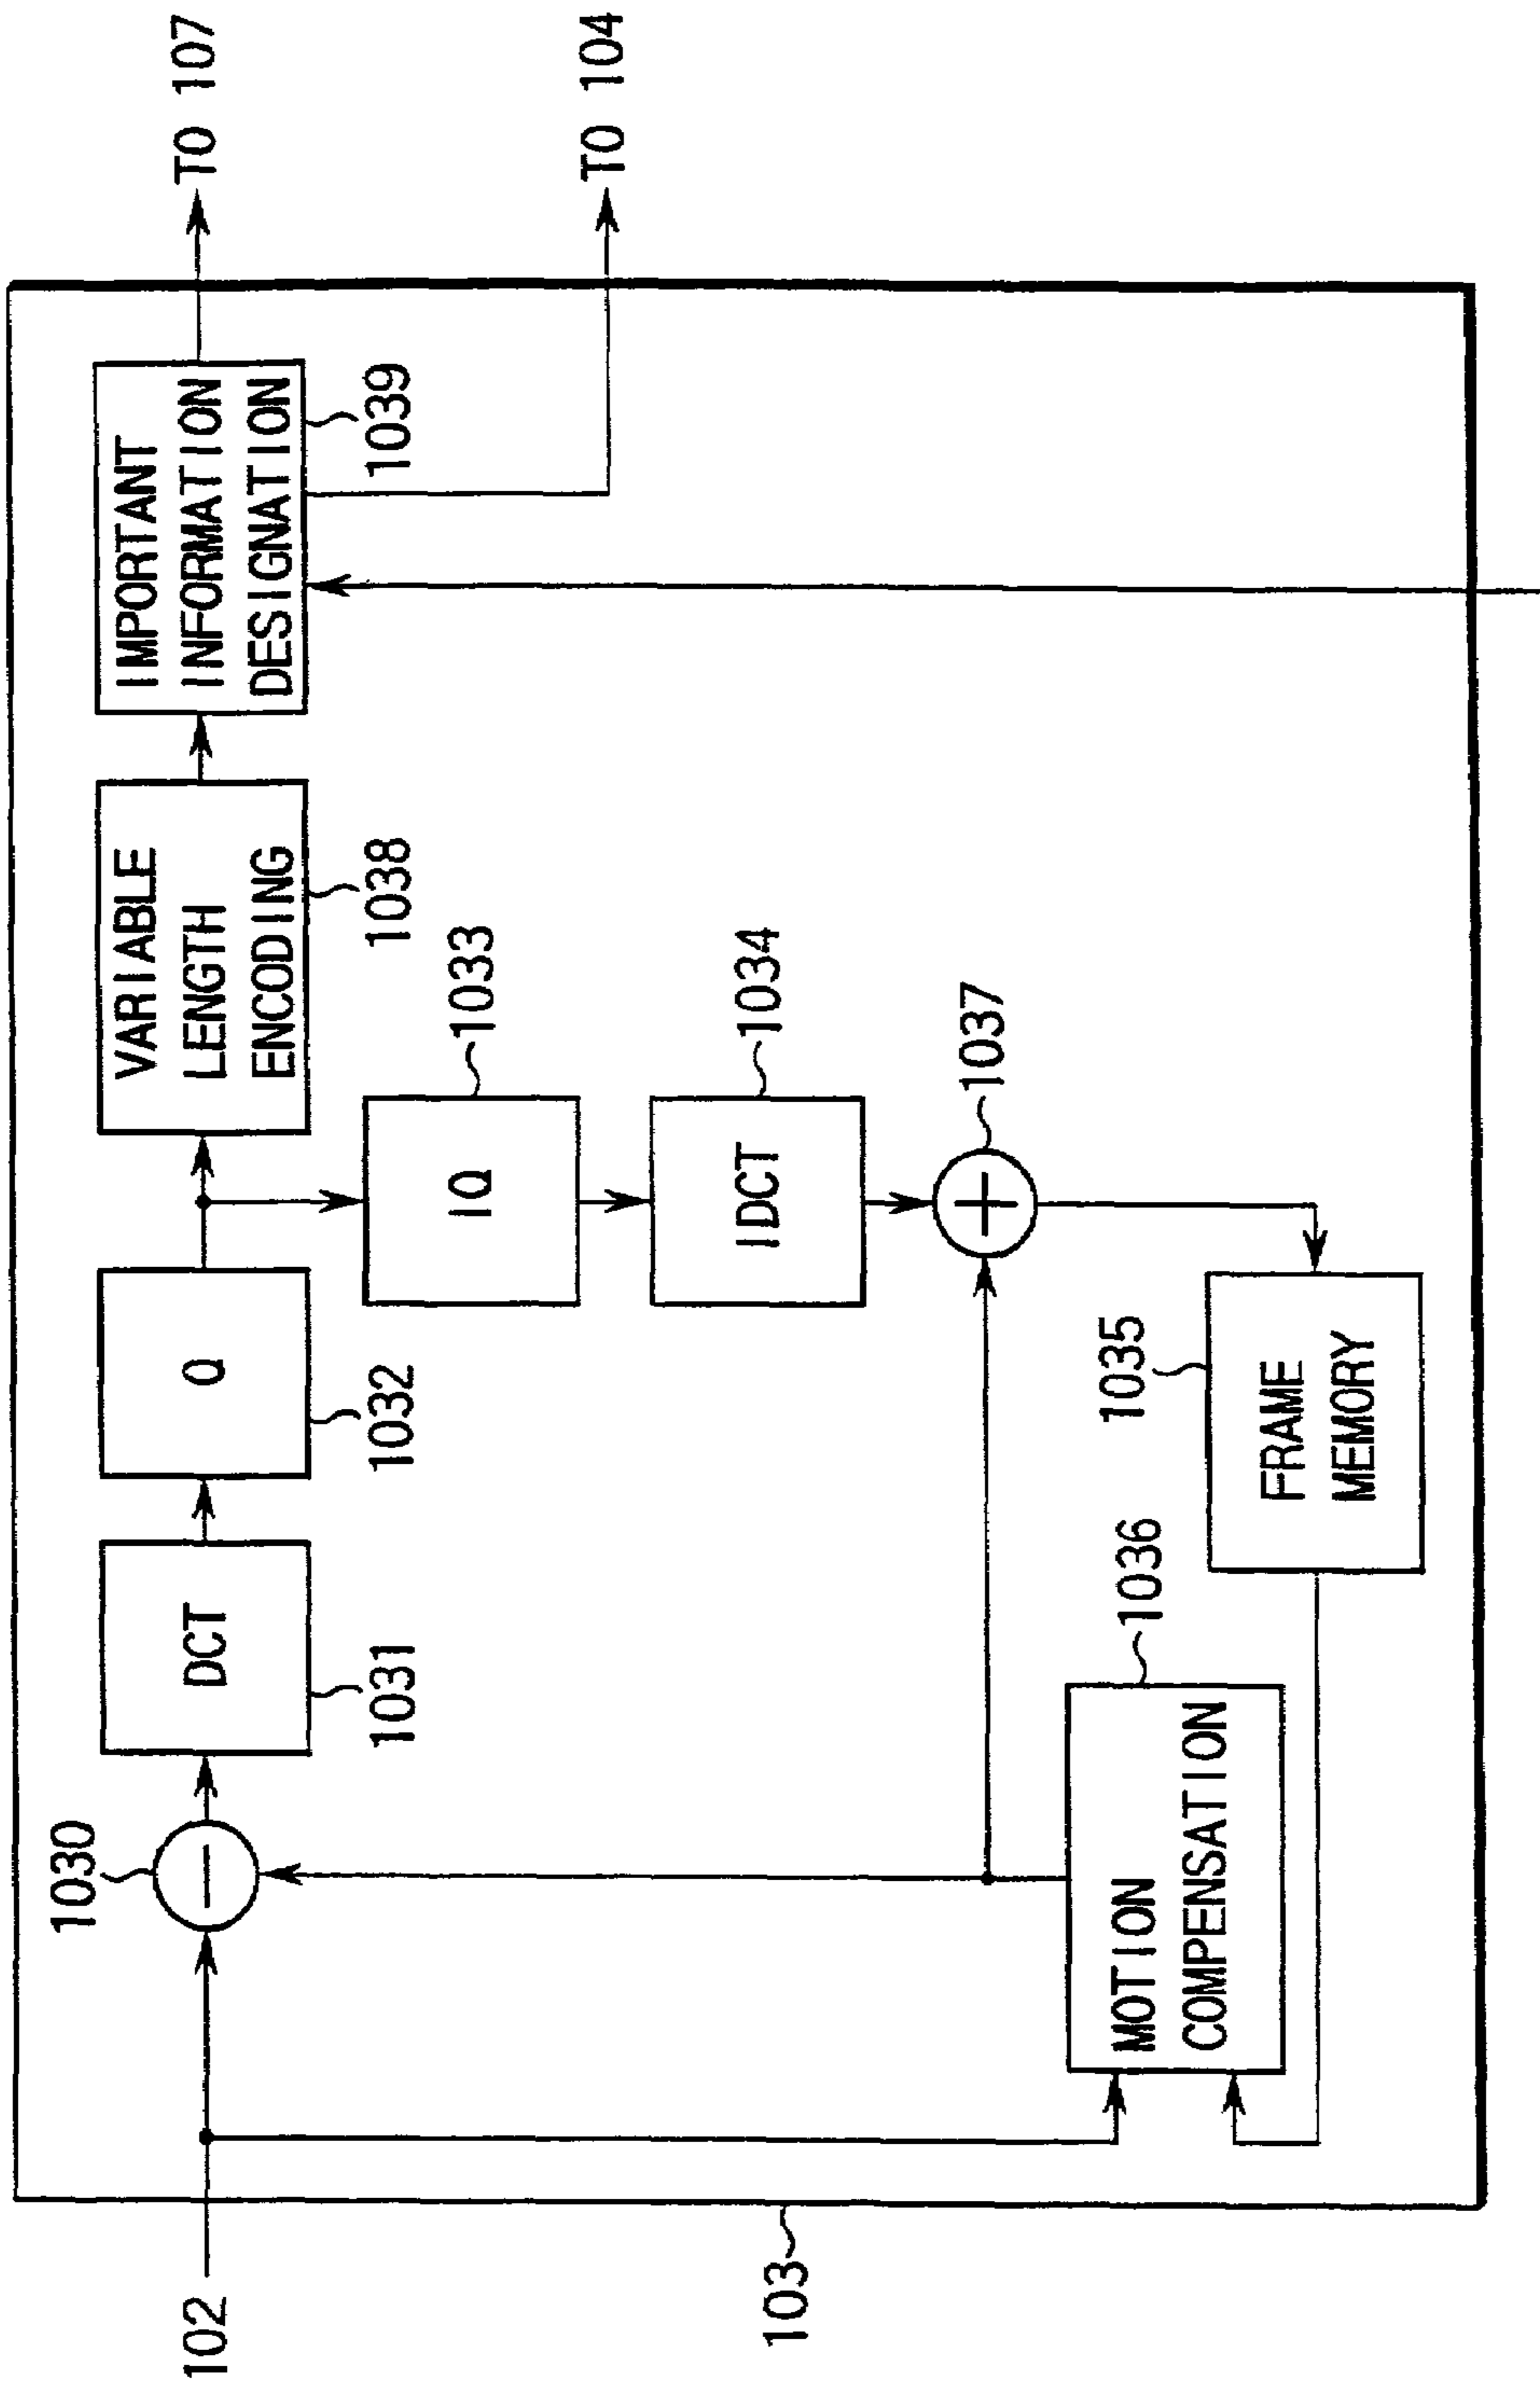 102
103
1030
DCT
1031
Q
1032
VARIABLE
LENGTH
ENCODING
1038
IMPORTANT
INFORMATION
DESIGNATION
1039
TO 107
TO 104
IQ
1033
IDCT
1034
1037
MOTION
COMPENSATION
1036
FRAME
MEMORY
1035